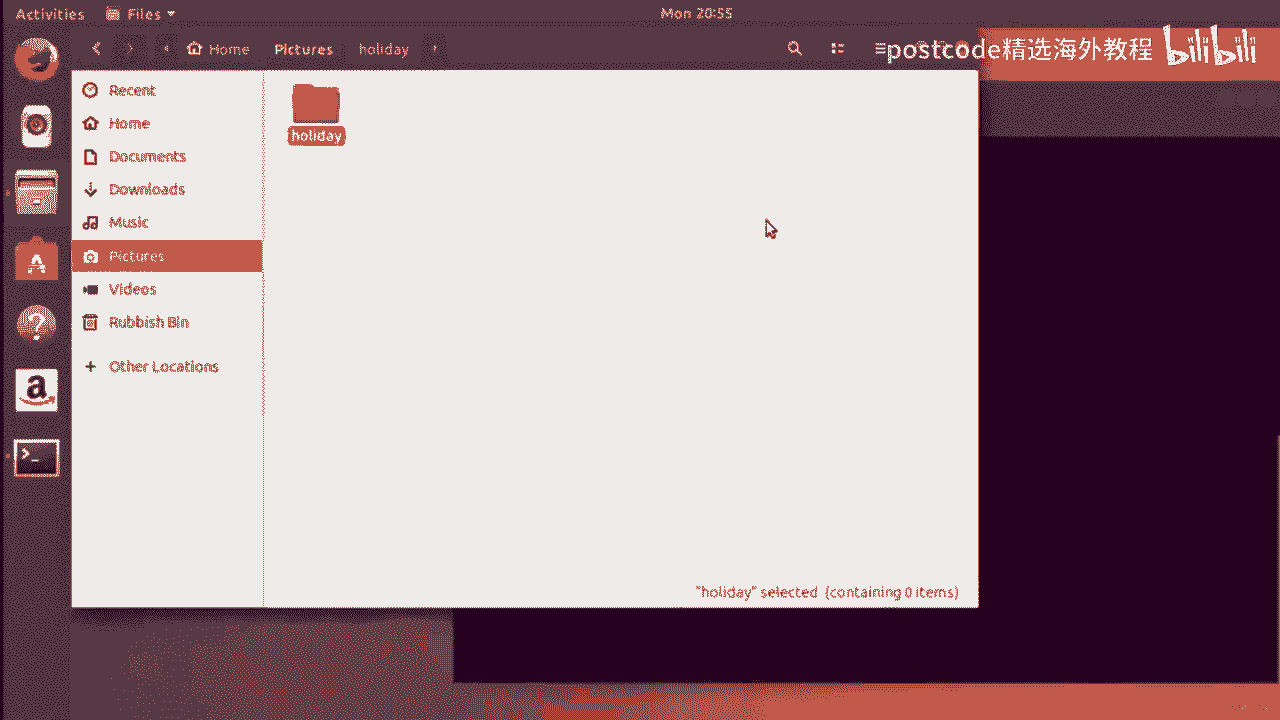 Activities Files Mon 20:55
Home Pictures holiday
postcode精选海外教程 bilibili
Recent
holiday
Home
Documents
Downloads
Music
Pictures
Videos
Rubbish Bin
Other Locations
"holiday" selected (containing 0 items)